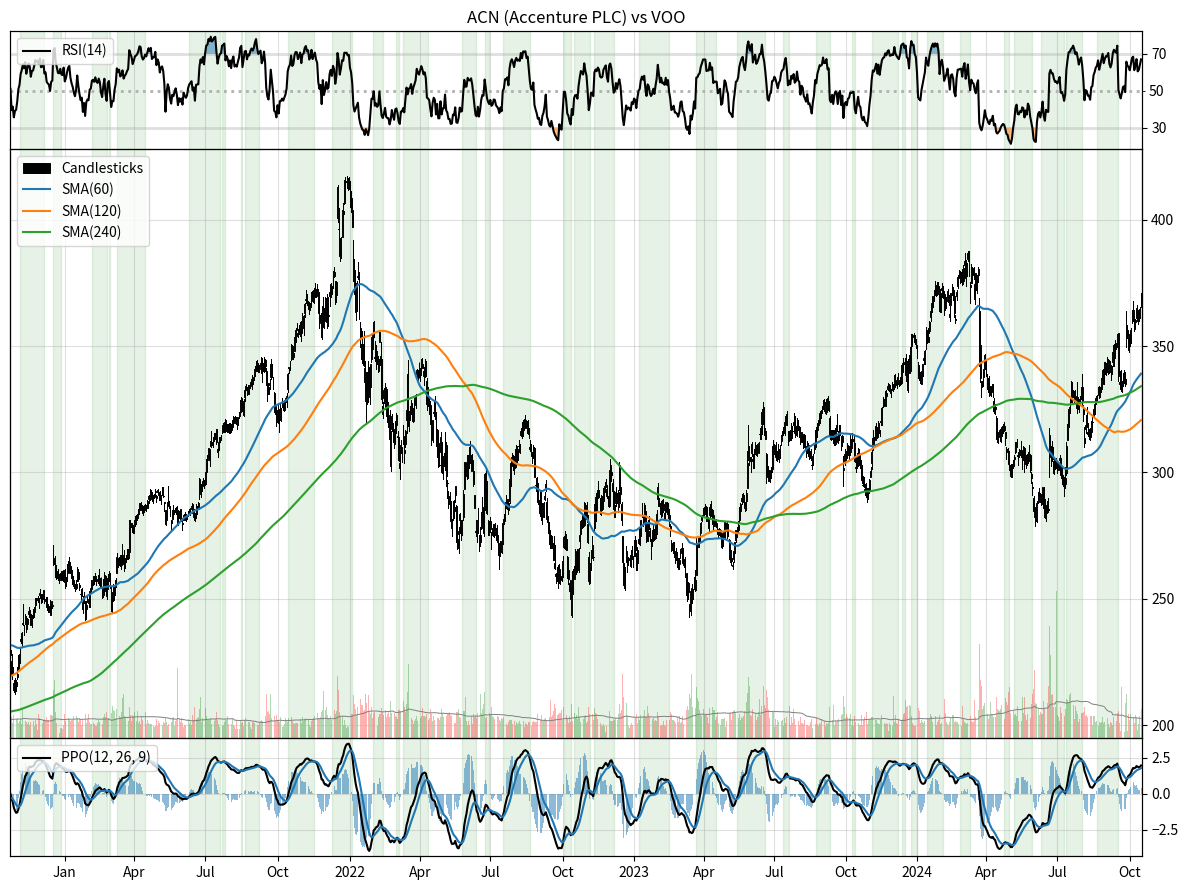 ACN (Accenture PLC) vs VOO
RSI(14)
70
50
30
Candlesticks
SMA(60)
SMA(120)
SMA(240)
400
350
300
250
200
PPO(12, 26, 9)
2.5
0.0
−2.5
Jan Apr Jul Oct 2022 Apr Jul Oct 2023 Apr Jul Oct 2024 Apr Jul Oct